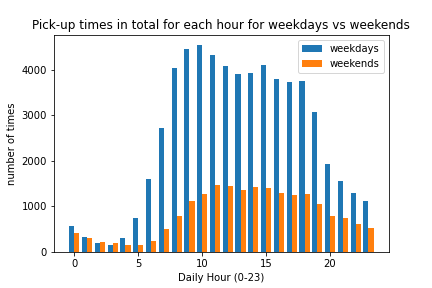 Pick-up times in total for each hour for weekdays vs weekends
weekdays
weekends
number of times
4000
3000
2000
1000
0
0 5 10 15 20
Daily Hour (0-23)